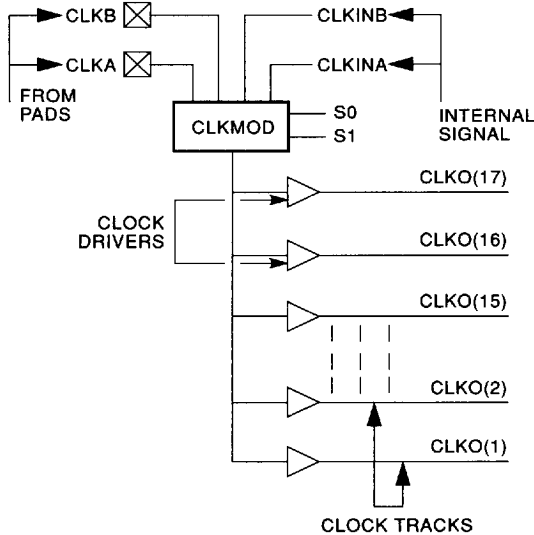 CLKB
CLKINB
CLKA
CLKINA
FROM
PADS
CLKMOD
S0
S1
INTERNAL
SIGNAL
CLKO(17)
CLOCK
DRIVERS
CLKO(16)
CLKO(15)
CLKO(2)
CLKO(1)
CLOCK TRACKS